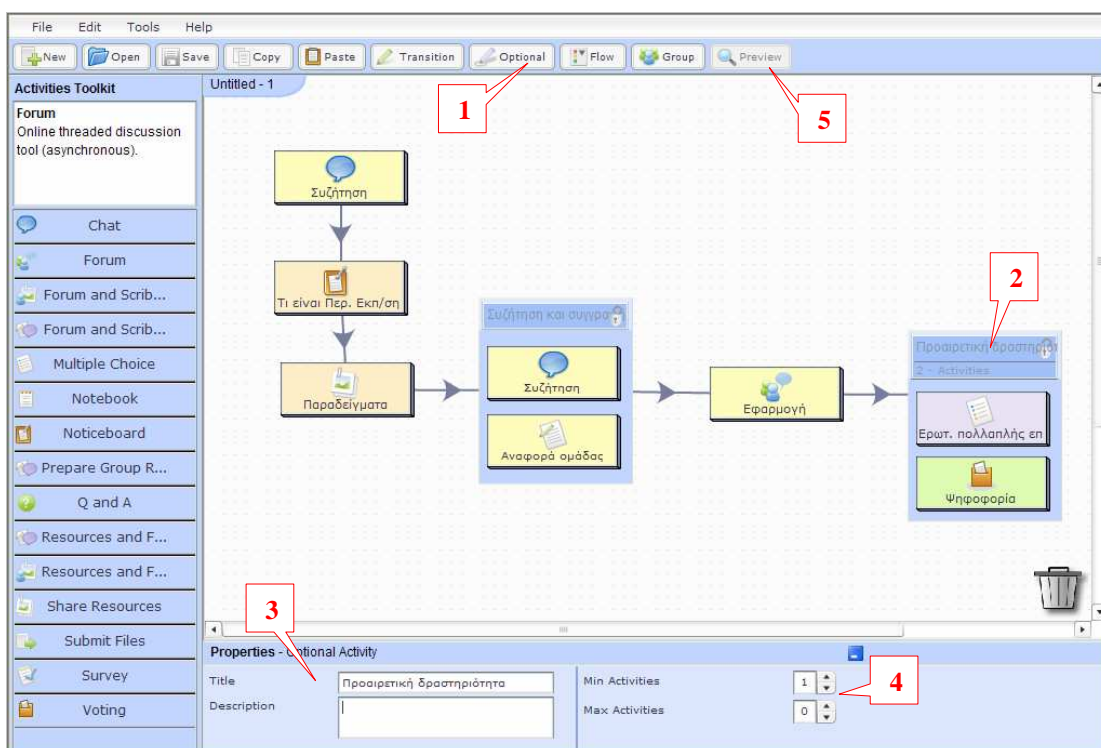 File Edit Tools Help
New Open Save Copy Paste Transition Optional Flow Group Preview
1
5
Activities Toolkit
Forum
Online threaded discussion
tool (asynchronous).
Chat
Forum
Forum and Scrib...
Forum and Scrib...
Multiple Choice
Notebook
Noticeboard
Prepare Group R...
Q and A
Resources and F...
Resources and F...
Share Resources
Submit Files
Survey
Voting
Untitled - 1
Συζήτηση
Τι είναι Περ. Εκπ/ση
Παραδείγματα
Συζήτηση και συγγρα
Συζήτηση
Αναφορά ομάδας
Εφαρμογή
2
Προαιρετική δραστηριότ
2 - Activities
Ερωτ. πολλαπλής επ
Ψηφοφορία
3
Properties - Optional Activity
Title Προαιρετική δραστηριότητα
Description
Min Activities 1
Max Activities 0
4